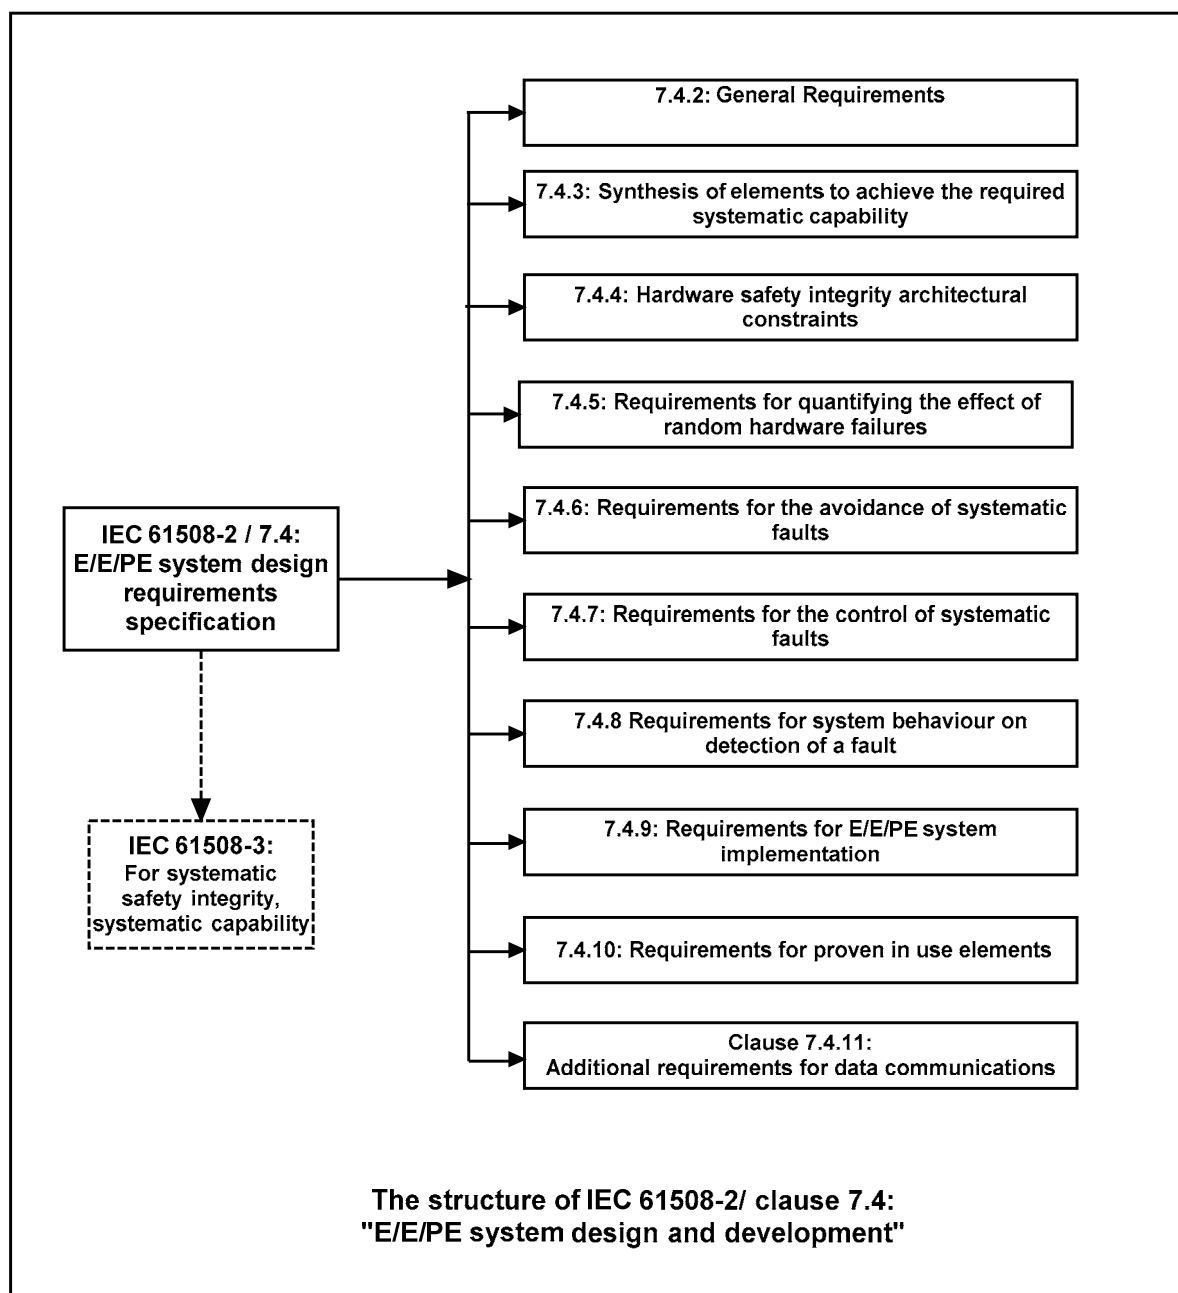 7.4.2: General Requirements
7.4.3: Synthesis of elements to achieve the required
systematic capability
7.4.4: Hardware safety integrity architectural
constraints
7.4.5: Requirements for quantifying the effect of
random hardware failures
7.4.6: Requirements for the avoidance of systematic
faults
IEC 61508-2 / 7.4:
E/E/PE system design
requirements
specification
7.4.7: Requirements for the control of systematic
faults
7.4.8 Requirements for system behaviour on
detection of a fault
7.4.9: Requirements for E/E/PE system
implementation
IEC 61508-3:
For systematic
safety integrity,
systematic capability
7.4.10: Requirements for proven in use elements
Clause 7.4.11:
Additional requirements for data communications
The structure of IEC 61508-2/ clause 7.4:
"E/E/PE system design and development"